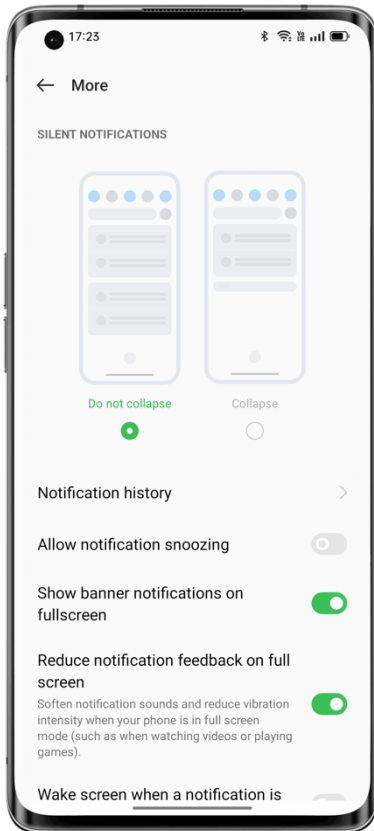 17:23
More
SILENT NOTIFICATIONS
Do not collapse
Collapse
Notification history
Allow notification snoozing
Show banner notifications on
fullscreen
Reduce notification feedback on full
screen
Soften notification sounds and reduce vibration
intensity when your phone is in full screen
mode (such as when watching videos or playing
games).
Wake screen when a notification is